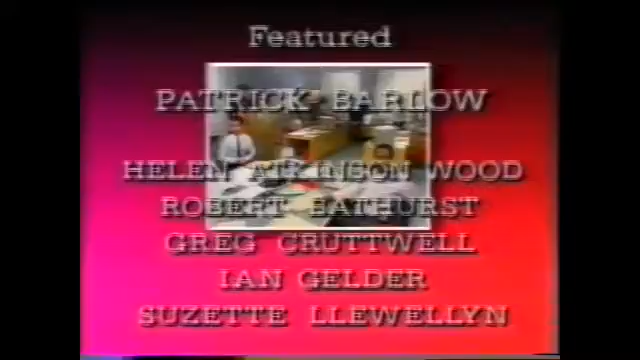 Featured
PATRICK BARLOW
HELEN ATKINSON WOOD
ROBERT BATHURST
GREG CRUTTWELL
IAN GELDER
SUZETTE LLEWELLYN